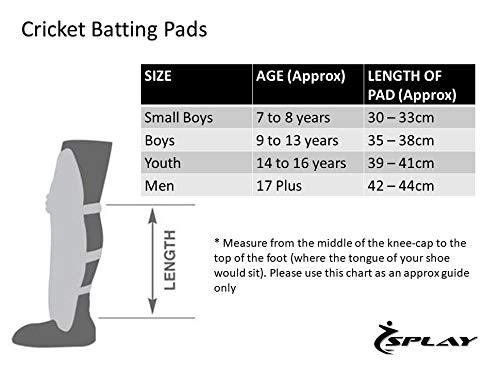 Cricket Batting Pads
SIZE AGE (Approx) LENGTH OF
PAD (Approx)
Small Boys 7 to 8 years 30 – 33cm
Boys 9 to 13 years 35 – 38cm
Youth 14 to 16 years 39 – 41cm
Men 17 Plus 42 – 44cm
LENGTH
* Measure from the middle of the knee-cap to the
top of the foot (where the tongue of your shoe
would sit). Please use this chart as an approx guide
only
SPLAY